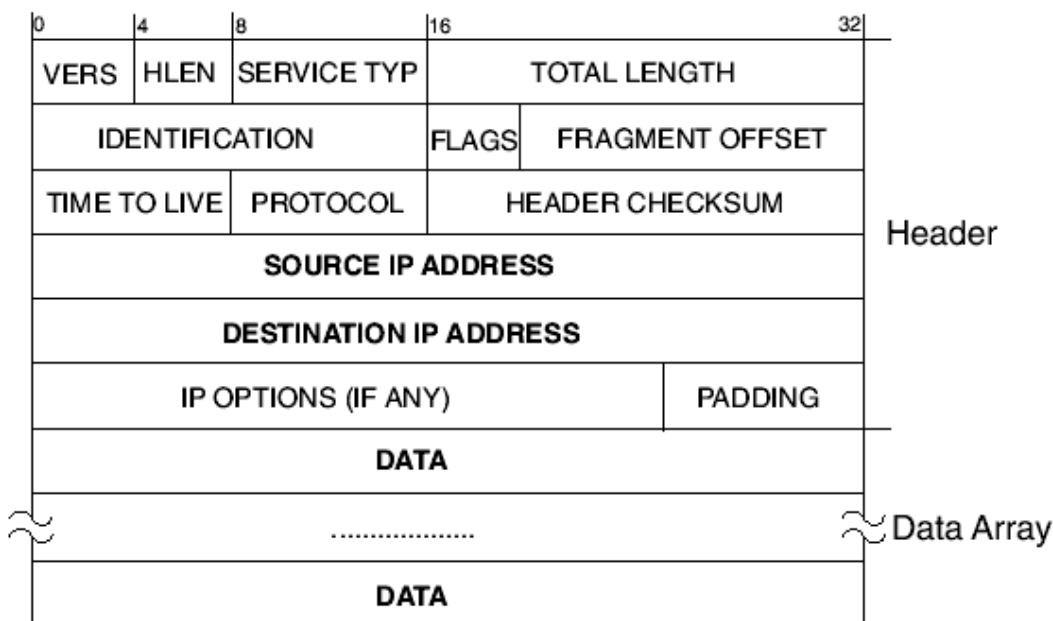 0 4 8 16 32
VERS HLEN SERVICE TYP TOTAL LENGTH
IDENTIFICATION FLAGS FRAGMENT OFFSET
TIME TO LIVE PROTOCOL HEADER CHECKSUM
Header
SOURCE IP ADDRESS
DESTINATION IP ADDRESS
IP OPTIONS (IF ANY) PADDING
DATA
.................. Data Array
DATA